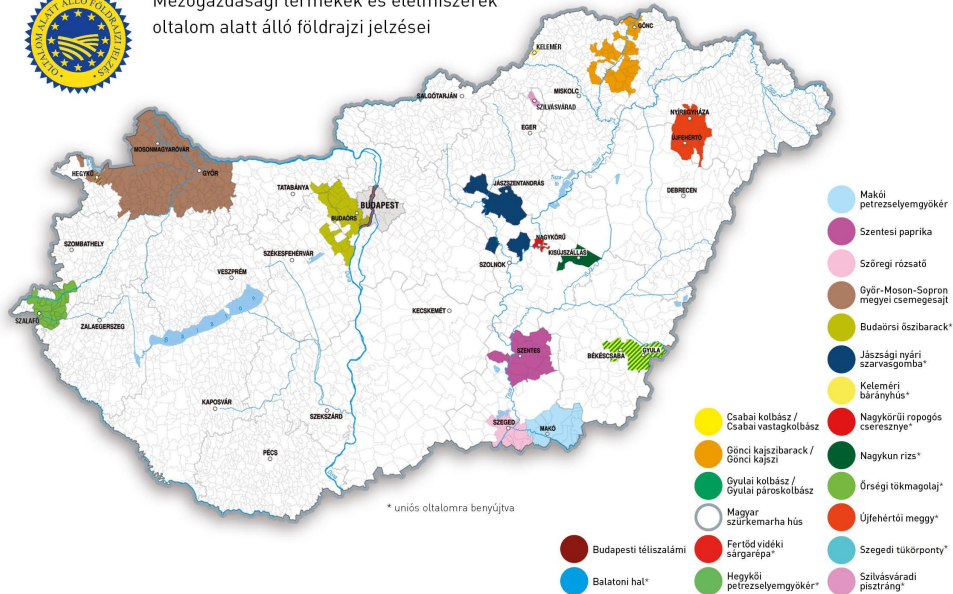 Mezőgazdasági termékek és élelmiszerek
oltalom alatt álló földrajzi jelzései
OLTALOM ALATT ÁLLÓ FÖLDRAJZI JELZÉS
GÖNC
KELEMÉR
MISKOLC
SALGÓTARJÁN
SZILVÁSVÁRAD
NYÍREGYHÁZA
EGER
ÚJFEHÉRTÓ
MOSONMAGYARÓVÁR
HEGYKŐ
GYŐR
JÁSZSZENTANDRÁS
TATABÁNYA
DEBRECEN
BUDAPEST
BUDAÖRS
SZOMBATHELY
NAGYKÖRŰ
KISÚJSZÁLLÁS
SZÉKESFEHÉRVÁR
SZOLNOK
VESZPRÉM
SZALAFŐ
ZALAEGERSZEG
KECSKEMÉT
SZENTES
BÉKÉSCSABA
GYULA
KAPOSVÁR
SZEKSZÁRD
SZEGED
MAKÓ
PÉCS
* uniós oltalomra benyújtva
Makói
petrezselyemgyökér
Szentesi paprika
Szőregi rózsatő
Győr-Moson-Sopron
megyei csemegesajt
Budaörsi őszibarack*
Jászsági nyári
szarvasgomba*
Keleméri
bárányhús*
Nagykörűi ropogós
cseresznye*
Nagykun rizs*
Őrségi tökmagolaj*
Újfehértói meggy*
Szegedi tükörponty*
Szilvásváradi
pisztráng*
Csabai kolbász /
Csabai vastagkolbász
Gönci kajszibarack /
Gönci kajszi
Gyulai kolbász /
Gyulai pároskolbász
Magyar
szürkemarha hús
Fertőd vidéki
sárgarépa*
Hegykői
petrezselyemgyökér*
Budapesti téliszalámi
Balatoni hal*